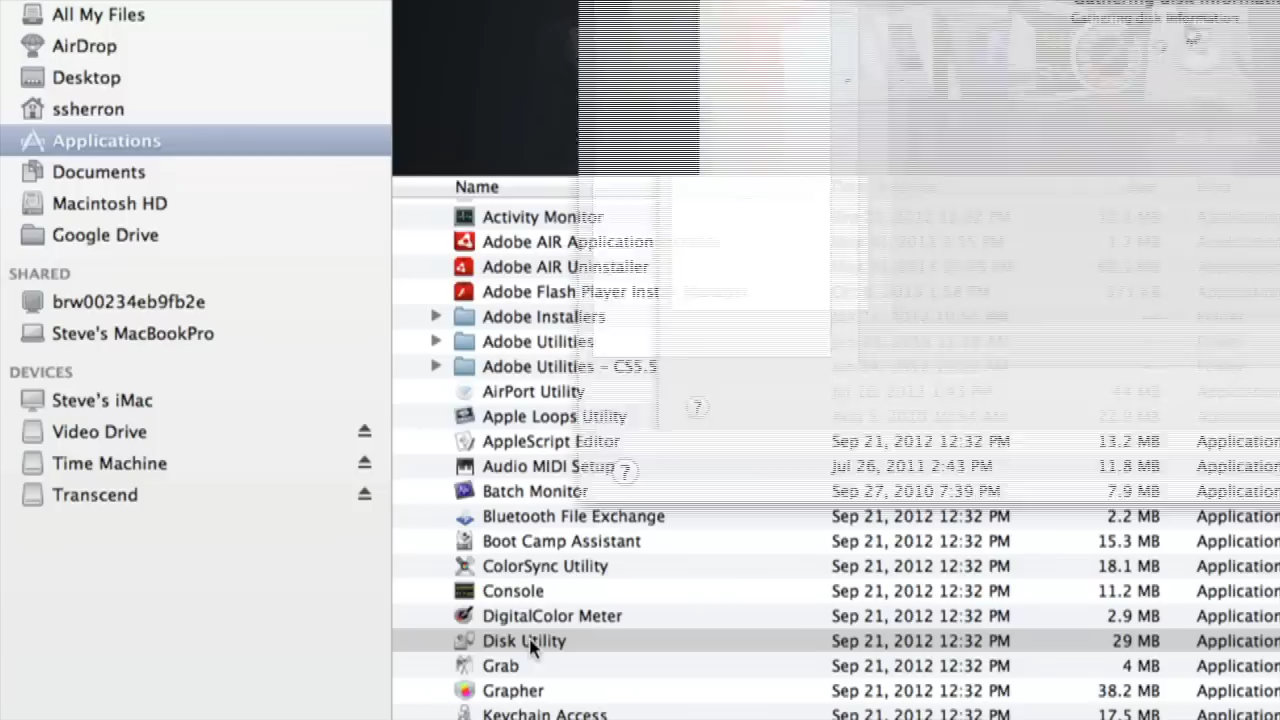 Gathering disk information
Gathering disk information
All My Files
AirDrop
Desktop
ssherron
Applications
Documents
Macintosh HD
Google Drive
SHARED
brw00234eb9fb2e
Steve's MacBookPro
DEVICES
Steve's iMac
Video Drive
Time Machine
Transcend
Name
Activity Monitor
Adobe AIR Application
Adobe AIR Uninstaller
Adobe Flash Player Inst
Adobe Installers
Adobe Utilities
Adobe Utilities – CS5.5
AirPort Utility
Apple Loops Utility
AppleScript Editor Sep 21, 2012 12:32 PM 13.2 MB Application
Audio MIDI Setup Jul 26, 2011 2:43 PM 11.8 MB Application
Batch Monitor Sep 27, 2010 7:39 PM 7.9 MB Application
Bluetooth File Exchange Sep 21, 2012 12:32 PM 2.2 MB Application
Boot Camp Assistant Sep 21, 2012 12:32 PM 15.3 MB Application
ColorSync Utility Sep 21, 2012 12:32 PM 18.1 MB Application
Console Sep 21, 2012 12:32 PM 11.2 MB Application
DigitalColor Meter Sep 21, 2012 12:32 PM 2.9 MB Application
Disk Utility Sep 21, 2012 12:32 PM 29 MB Application
Grab Sep 21, 2012 12:32 PM 4 MB Application
Grapher Sep 21, 2012 12:32 PM 38.2 MB Application
Keychain Access Sep 21, 2012 12:32 PM 17.5 MB Application